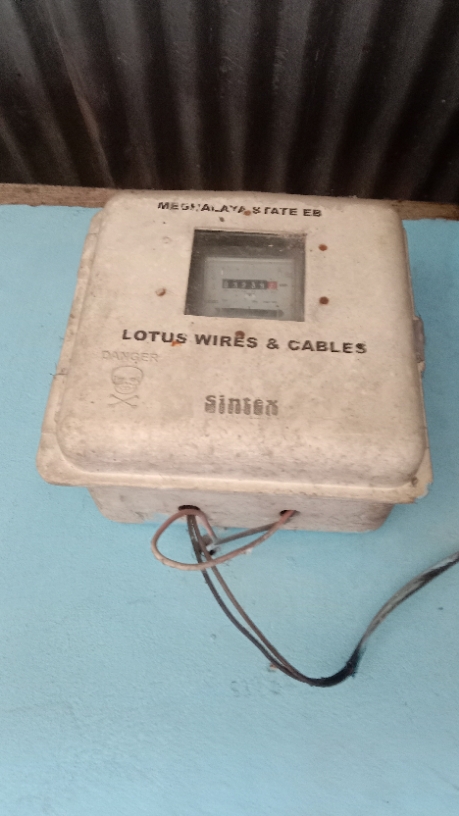 MEGHALAYA STATE EB
LOTUS WIRES & CABLES
DANGER
Sintex